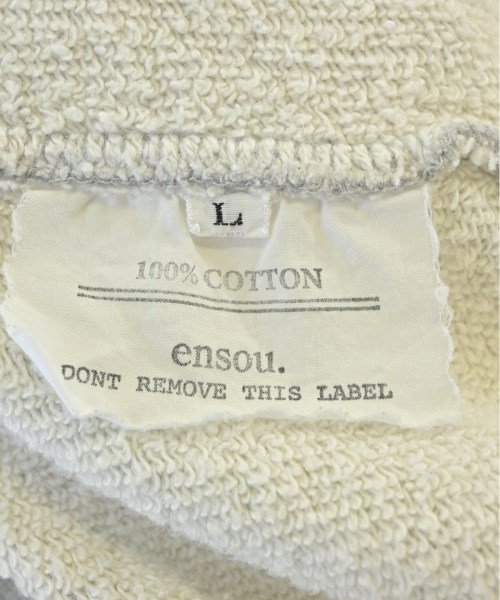 L
100% COTTON
ensou.
DONT REMOVE THIS LABEL